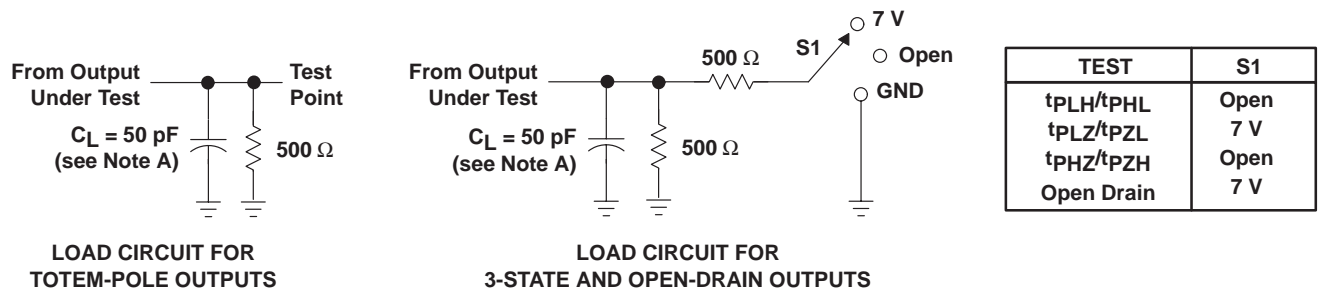 From Output
Under Test
Test
Point
CL = 50 pF
(see Note A)
500 Ω
LOAD CIRCUIT FOR
TOTEM-POLE OUTPUTS
From Output
Under Test
500 Ω
S1
7 V
Open
GND
CL = 50 pF
(see Note A)
500 Ω
LOAD CIRCUIT FOR
3-STATE AND OPEN-DRAIN OUTPUTS
TEST S1
tPLH/tPHL Open
tPLZ/tPZL 7 V
tPHZ/tPZH Open
Open Drain 7 V